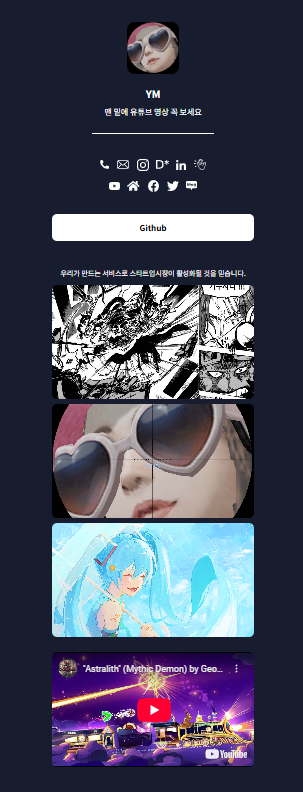 YM
맨 밑에 유튜브 영상 꼭 보세요
D*
in
Github
우리가 만드는 서비스로 스타트업시장이 활성화될 것을 믿습니다.
"Astralith" (Mythic Demon) by Geo...
YouTube